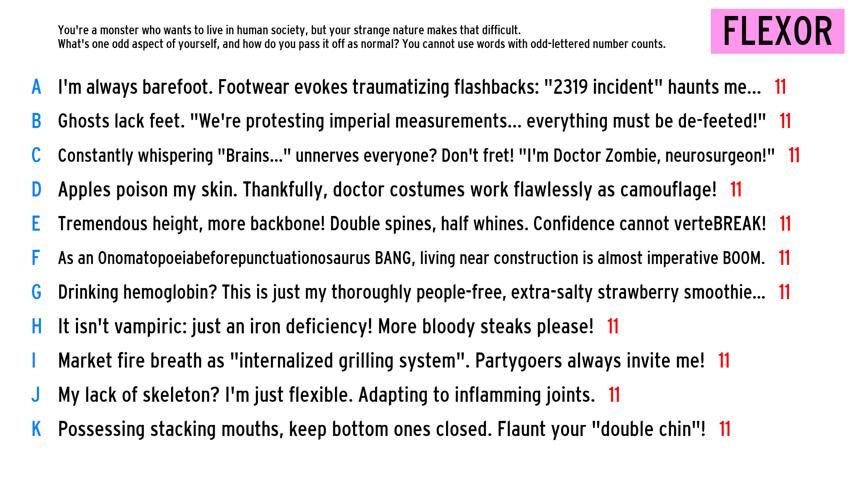 You're a monster who wants to live in human society, but your strange nature makes that difficult.
What's one odd aspect of yourself, and how do you pass it off as normal? You cannot use words with odd-lettered number counts.
FLEXOR
A I'm always barefoot. Footwear evokes traumatizing flashbacks: "2319 incident" haunts me... 11
B Ghosts lack feet. "We're protesting imperial measurements... everything must be de-feeted!" 11
C Constantly whispering "Brains..." unnerves everyone? Don't fret! "I'm Doctor Zombie, neurosurgeon!" 11
D Apples poison my skin. Thankfully, doctor costumes work flawlessly as camouflage! 11
E Tremendous height, more backbone! Double spines, half whines. Confidence cannot verteBREAK! 11
F As an Onomatopoeiabeforepunctuationosaurus BANG, living near construction is almost imperative BOOM. 11
G Drinking hemoglobin? This is just my thoroughly people-free, extra-salty strawberry smoothie... 11
H It isn't vampiric: just an iron deficiency! More bloody steaks please! 11
I Market fire breath as "internalized grilling system". Partygoers always invite me! 11
J My lack of skeleton? I'm just flexible. Adapting to inflamming joints. 11
K Possessing stacking mouths, keep bottom ones closed. Flaunt your "double chin"! 11